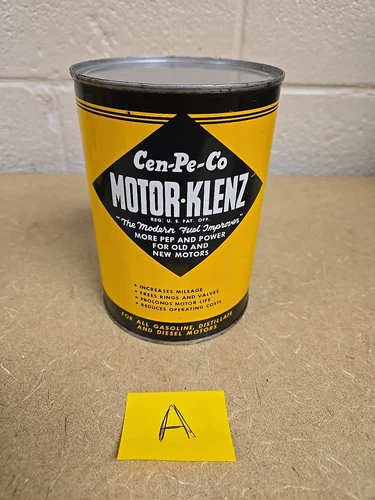 Cen-Pe-Co
MOTOR-KLENZ
REG. U. S. PAT. OFF.
"The Modern Fuel Improver"
MORE PEP AND POWER
FOR OLD AND
NEW MOTORS
• INCREASES MILEAGE
• FREES RINGS AND VALVES
• PROLONGS MOTOR LIFE
• REDUCES OPERATING COSTS
FOR ALL GASOLINE, DISTILLATE
AND DIESEL MOTORS
A